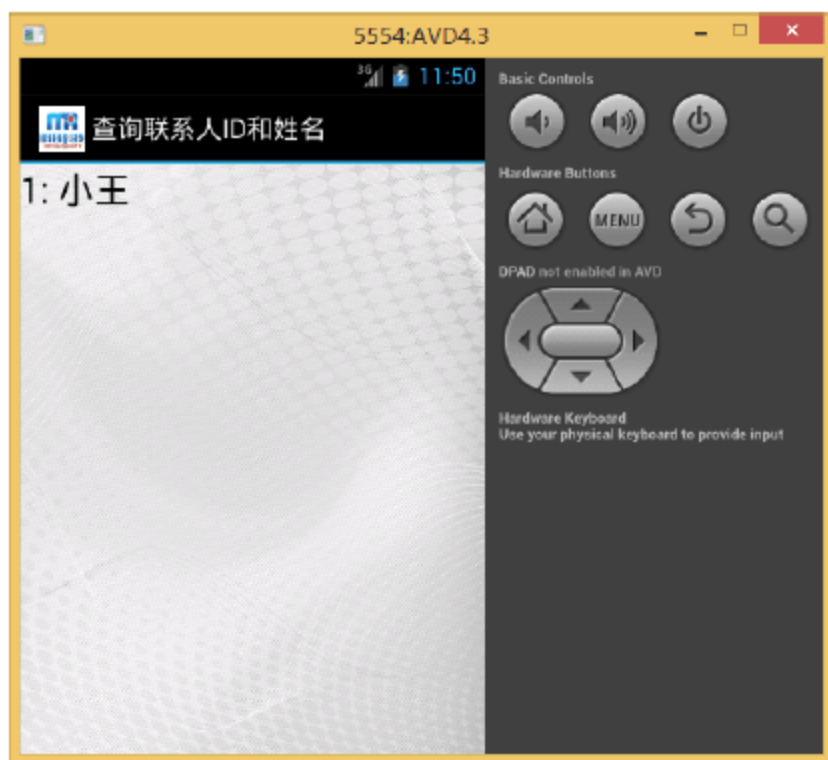 5554:AVD4.3
3G 11:50
查询联系人ID和姓名
1: 小王
Basic Controls
Hardware Buttons
MENU
DPAD not enabled in AVD
Hardware Keyboard
Use your physical keyboard to provide input